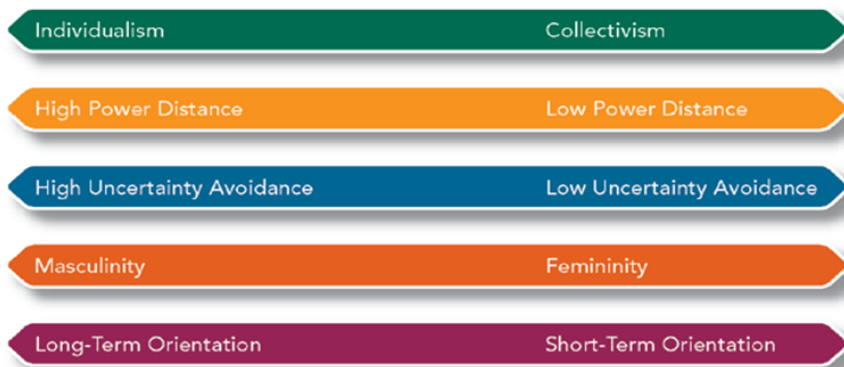 Individualism Collectivism
High Power Distance Low Power Distance
High Uncertainty Avoidance Low Uncertainty Avoidance
Masculinity Femininity
Long-Term Orientation Short-Term Orientation